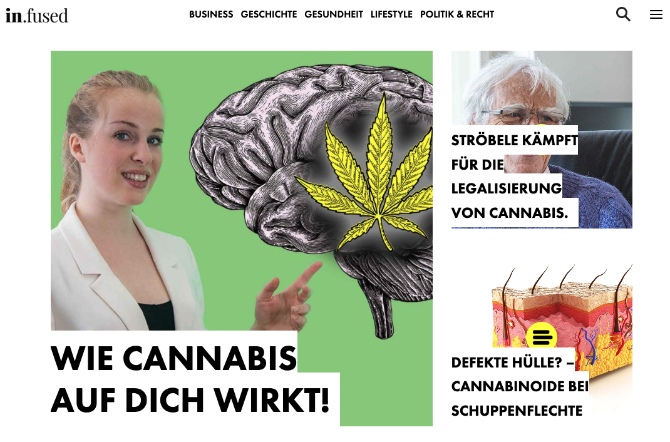 in.fused
BUSINESS GESCHICHTE GESUNDHEIT LIFESTYLE POLITIK & RECHT
WIE CANNABIS
AUF DICH WIRKT!
STRÖBELE KÄMPFT
FÜR DIE
LEGALISIERUNG
VON CANNABIS.
DEFEKTE HÜLLE? –
CANNABINOIDE BEI
SCHUPPENFLECHTE